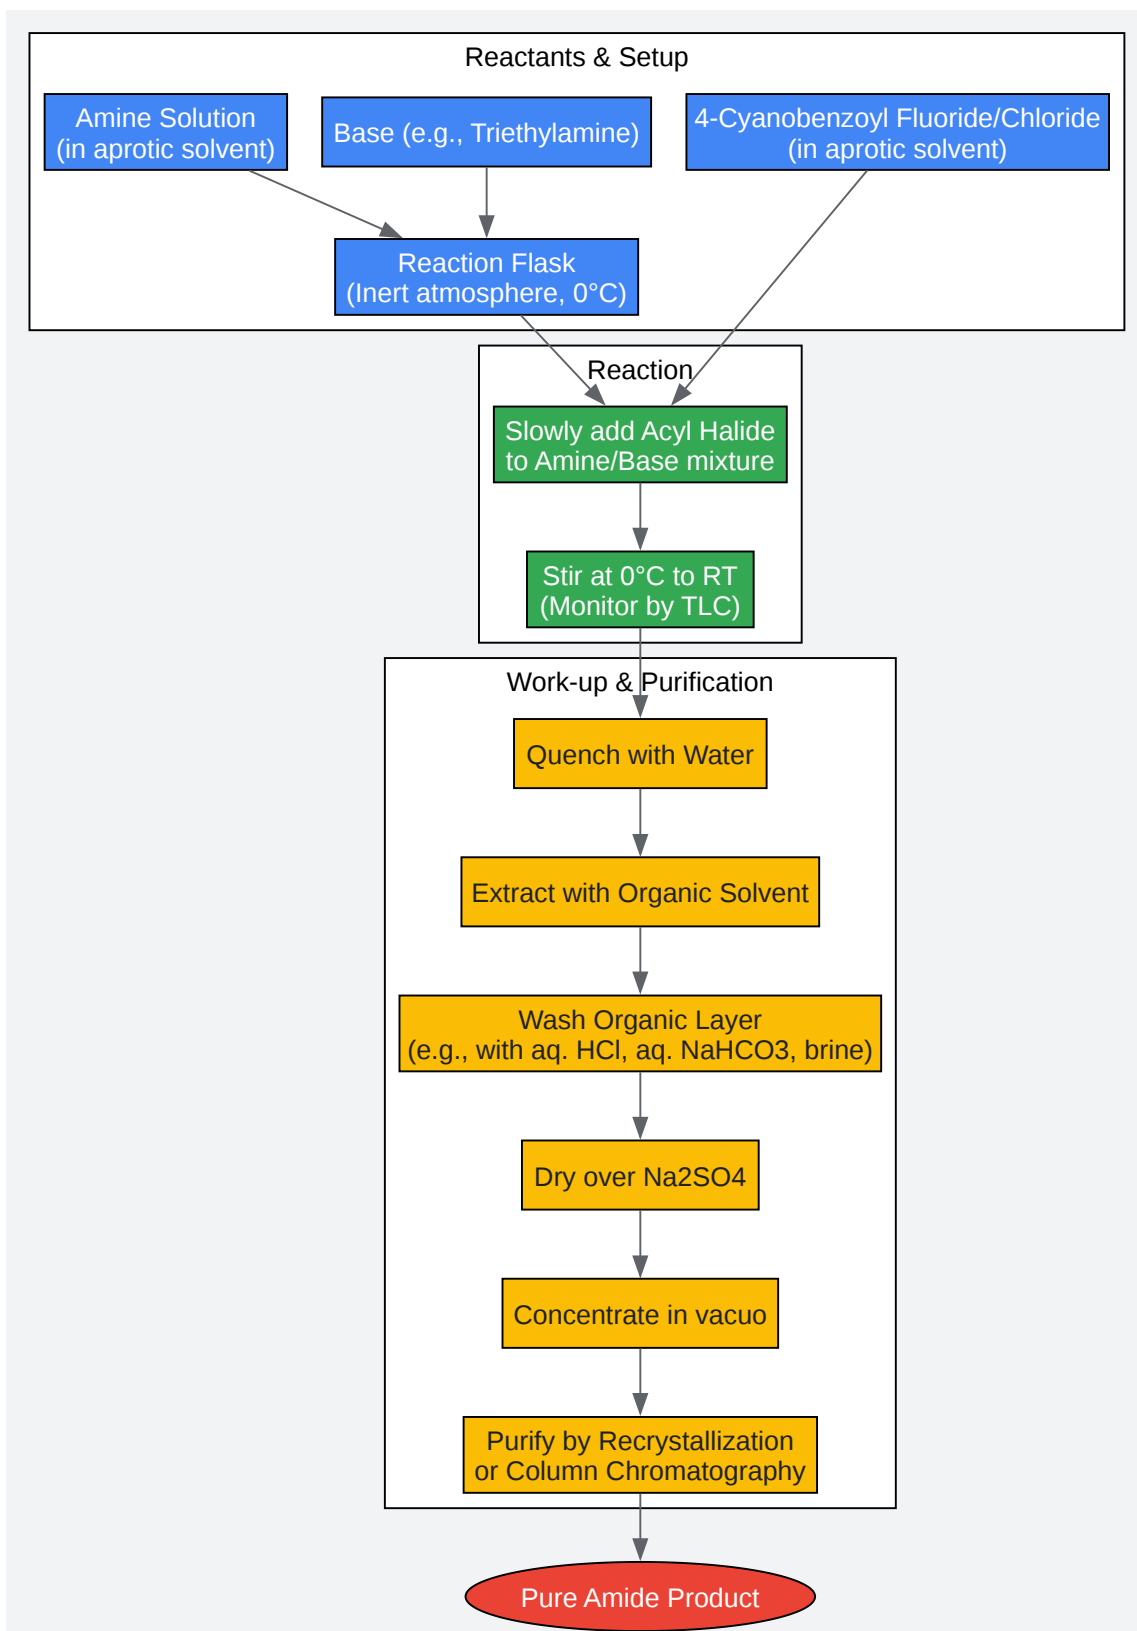 Reactants & Setup
Amine Solution
(in aprotic solvent)
Base (e.g., Triethylamine)
4-Cyanobenzoyl Fluoride/Chloride
(in aprotic solvent)
Reaction Flask
(Inert atmosphere, 0°C)
Reaction
Slowly add Acyl Halide
to Amine/Base mixture
Stir at 0°C to RT
(Monitor by TLC)
Work-up & Purification
Quench with Water
Extract with Organic Solvent
Wash Organic Layer
(e.g., with aq. HCl, aq. NaHCO3, brine)
Dry over Na2SO4
Concentrate in vacuo
Purify by Recrystallization
or Column Chromatography
Pure Amide Product